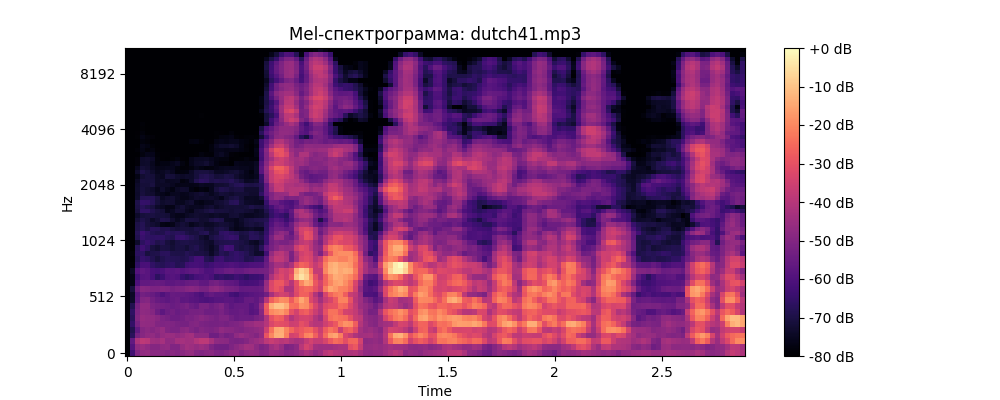 Mel-спектрограмма: dutch41.mp3
Hz
8192
4096
2048
1024
512
0
0
0.5
1
1.5
2
2.5
Time
+0 dB
-10 dB
-20 dB
-30 dB
-40 dB
-50 dB
-60 dB
-70 dB
-80 dB